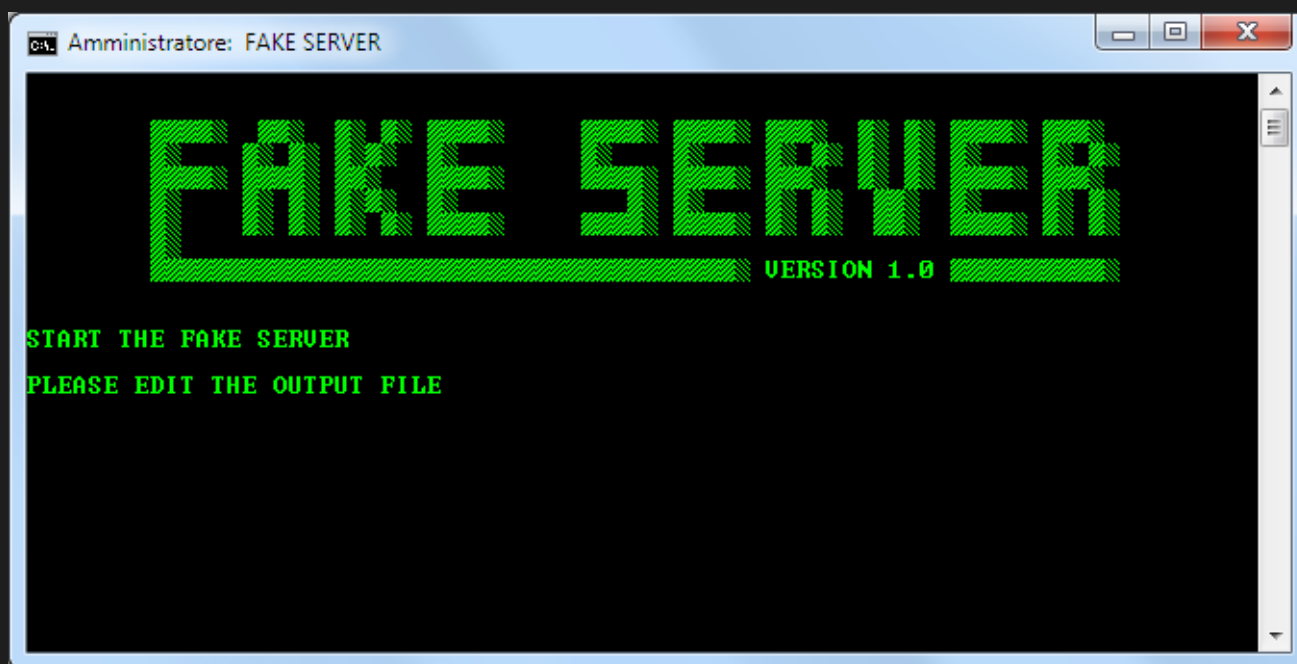 Amministratore: FAKE SERVER
FAKE SERVER
VERSION 1.0
START THE FAKE SERVER
PLEASE EDIT THE OUTPUT FILE